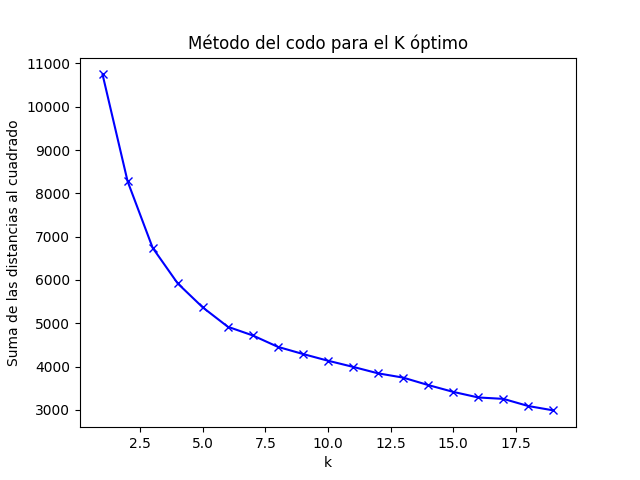 Método del codo para el K óptimo
Suma de las distancias al cuadrado
11000
10000
9000
8000
7000
6000
5000
4000
3000
2.5 5.0 7.5 10.0 12.5 15.0 17.5
k